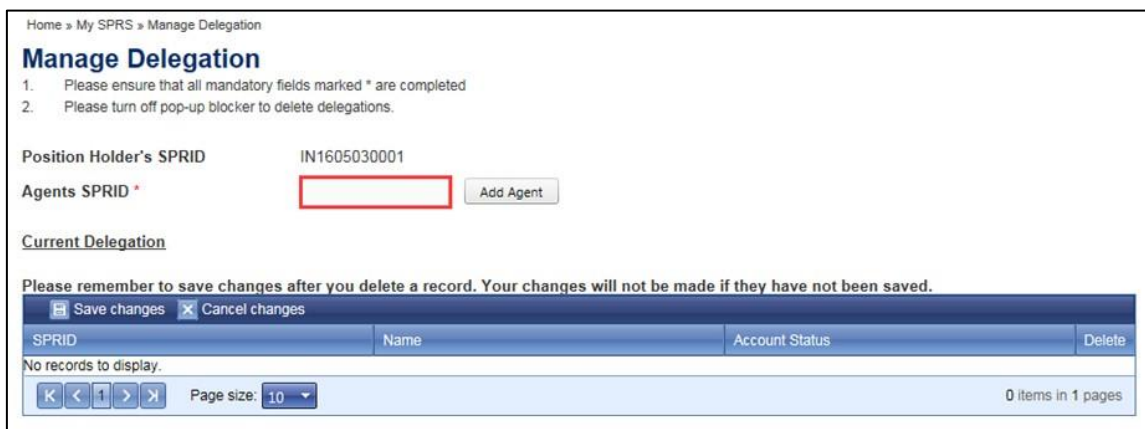 Home » My SPRS » Manage Delegation
Manage Delegation
1. Please ensure that all mandatory fields marked * are completed
2. Please turn off pop-up blocker to delete delegations.
Position Holder's SPRID IN1605030001
Agents SPRID * Add Agent
Current Delegation
Please remember to save changes after you delete a record. Your changes will not be made if they have not been saved.
Save changes Cancel changes
SPRID Name Account Status Delete
No records to display.
1 Page size: 10 0 items in 1 pages